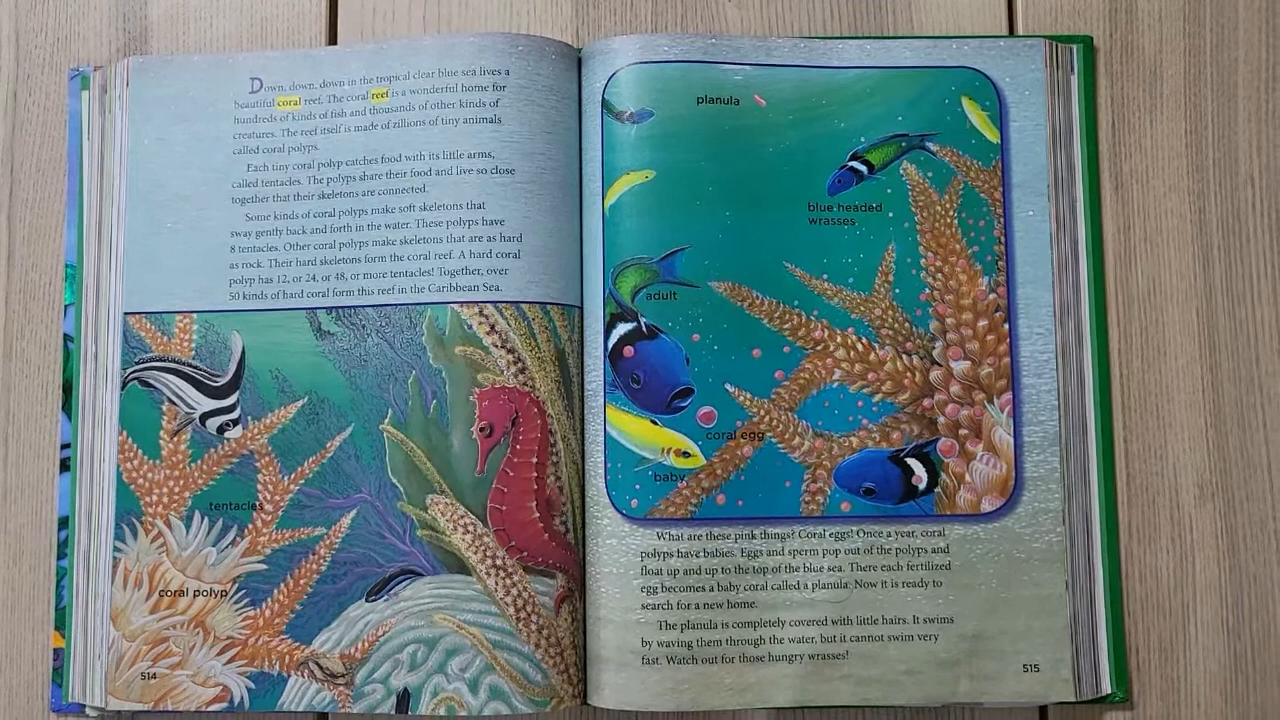 Down, down, down in the tropical clear blue sea lives a
beautiful coral reef. The coral reef is a wonderful home for
hundreds of kinds of fish and thousands of other kinds of
creatures. The reef itself is made of zillions of tiny animals
called coral polyps.
Each tiny coral polyp catches food with its little arms,
called tentacles. The polyps share their food and live so close
together that their skeletons are connected.
Some kinds of coral polyps make soft skeletons that
sway gently back and forth in the water. These polyps have
8 tentacles. Other coral polyps make skeletons that are as hard
as rock. Their hard skeletons form the coral reef. A hard coral
polyp has 12, or 24, or 48, or more tentacles! Together, over
50 kinds of hard coral form this reef in the Caribbean Sea.
tentacles
coral polyp
514
planula
blue headed
wrasses
adult
coral egg
baby
What are these pink things? Coral eggs! Once a year, coral
polyps have babies. Eggs and sperm pop out of the polyps and
float up and up to the top of the blue sea. There each fertilized
egg becomes a baby coral called a planula. Now it is ready to
search for a new home.
The planula is completely covered with little hairs. It swims
by waving them through the water, but it cannot swim very
fast. Watch out for those hungry wrasses!
515